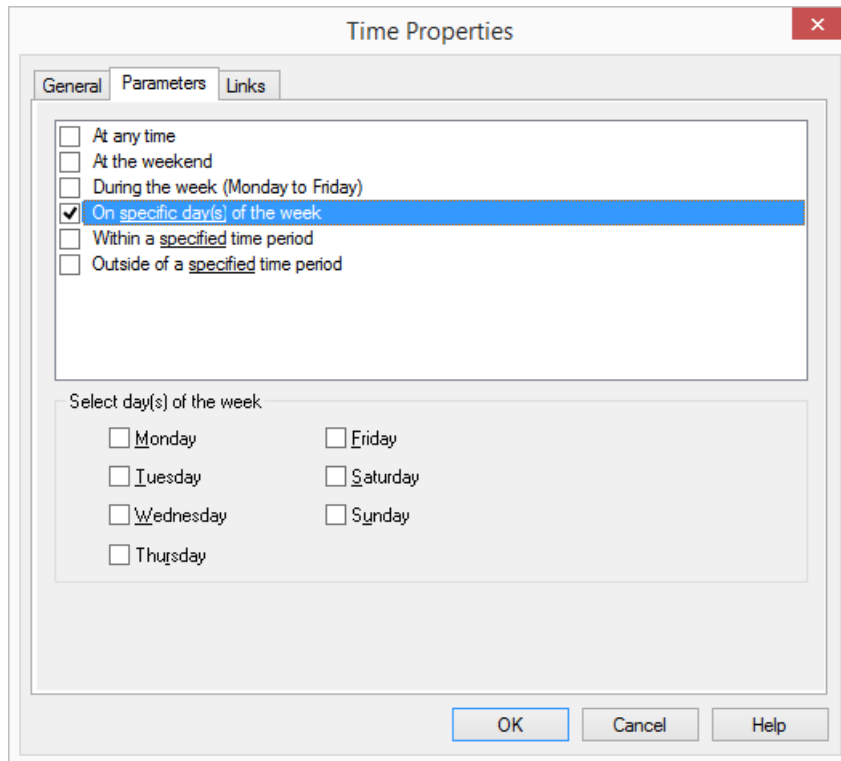 Time Properties
General Parameters Links
At any time
At the weekend
During the week (Monday to Friday)
On specific day(s) of the week
Within a specified time period
Outside of a specified time period
Select day(s) of the week
Monday Friday
Tuesday Saturday
Wednesday Sunday
Thursday
OK Cancel Help